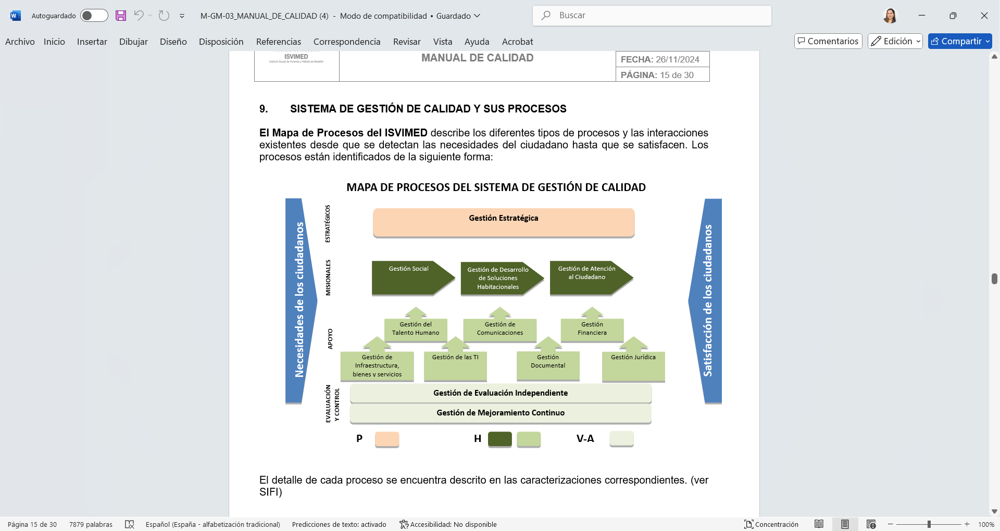 Autoguardado
M-GM-03_MANUAL_DE_CALIDAD (4) - Modo de compatibilidad • Guardado
Buscar
Archivo Inicio Insertar Dibujar Diseño Disposición Referencias Correspondencia Revisar Vista Ayuda Acrobat
Comentarios Edición Compartir
ISVIMED
Instituto Social de Vivienda y Hábitat de Medellín
MANUAL DE CALIDAD
FECHA: 26/11/2024
PÁGINA: 15 de 30
9. SISTEMA DE GESTIÓN DE CALIDAD Y SUS PROCESOS
El Mapa de Procesos del ISVIMED describe los diferentes tipos de procesos y las interacciones
existentes desde que se detectan las necesidades del ciudadano hasta que se satisfacen. Los
procesos están identificados de la siguiente forma:
MAPA DE PROCESOS DEL SISTEMA DE GESTIÓN DE CALIDAD
Necesidades de los ciudadanos
ESTRATÉGICOS
Gestión Estratégica
MISIONALES
Gestión Social
Gestión de Desarrollo
de Soluciones
Habitacionales
Gestión de Atención
al Ciudadano
APOYO
Gestión del
Talento Humano
Gestión de
Comunicaciones
Gestión
Financiera
Gestión de
Infraestructura,
bienes y servicios
Gestión de las TI
Gestión
Documental
Gestión Jurídica
EVALUACIÓN
Y CONTROL
Gestión de Evaluación Independiente
Gestión de Mejoramiento Continuo
Satisfacción de los ciudadanos
P H V-A
El detalle de cada proceso se encuentra descrito en las caracterizaciones correspondientes. (ver
SIFI)
Página 15 de 30 7879 palabras Español (España - alfabetización tradicional) Predicciones de texto: activado Accesibilidad: No disponible Concentración 100%